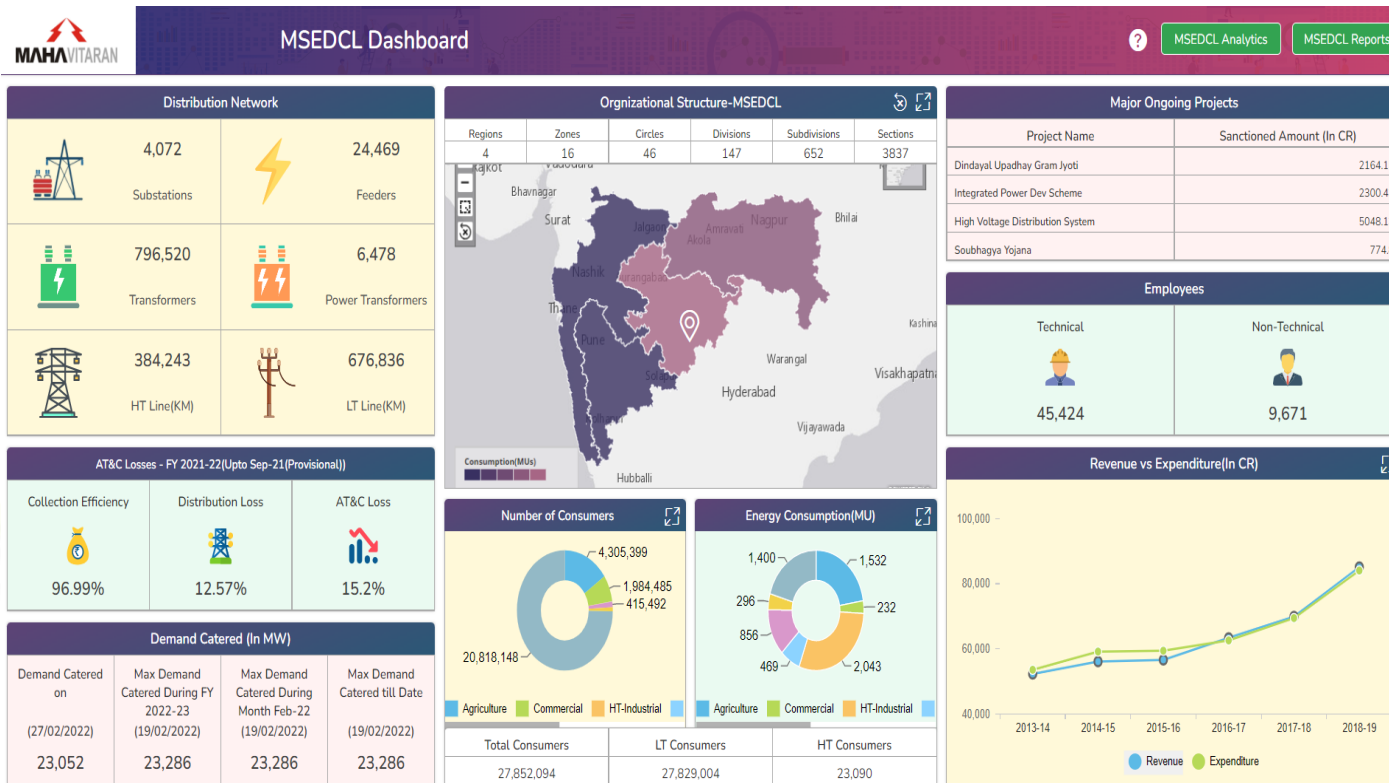 MAHAVITARAN
MSEDCL Dashboard
?
MSEDCL Analytics
MSEDCL Reports
Distribution Network
4,072
Substations
24,469
Feeders
796,520
Transformers
6,478
Power Transformers
384,243
HT Line(KM)
676,836
LT Line(KM)
AT&C Losses - FY 2021-22(Upto Sep-21(Provisional))
Collection Efficiency
Distribution Loss
AT&C Loss
96.99%
12.57%
15.2%
Demand Catered (In MW)
Demand Catered
on
(27/02/2022)
23,052
Max Demand
Catered During FY
2022-23
(19/02/2022)
23,286
Max Demand
Catered During
Month Feb-22
(19/02/2022)
23,286
Max Demand
Catered till Date
(19/02/2022)
23,286
Orgnizational Structure-MSEDCL
Regions Zones Circles Divisions Subdivisions Sections
4 16 46 147 652 3837
Bhavnagar
Surat
Jalgaon
Akola
Amravati
Nagpur
Bhilai
Nashik
Aurangabad
Thane
Pune
Solapur
Kolhapur
Kashina
Warangal
Hyderabad
Visakhapatna
Vijayawada
Hubballi
Consumption(MUs)
Number of Consumers
4,305,399
1,984,485
415,492
20,818,148
Agriculture Commercial HT-Industrial
Energy Consumption(MU)
1,400
1,532
296
232
856
469
2,043
Agriculture Commercial HT-Industrial
Total Consumers LT Consumers HT Consumers
27,852,094 27,829,004 23,090
Major Ongoing Projects
Project Name Sanctioned Amount (In CR)
Dindayal Upadhay Gram Jyoti 2164.1
Integrated Power Dev Scheme 2300.4
High Voltage Distribution System 5048.1
Soubhagya Yojana 774.
Employees
Technical
45,424
Non-Technical
9,671
Revenue vs Expenditure(In CR)
100,000
80,000
60,000
40,000
2013-14 2014-15 2015-16 2016-17 2017-18 2018-19
Revenue Expenditure